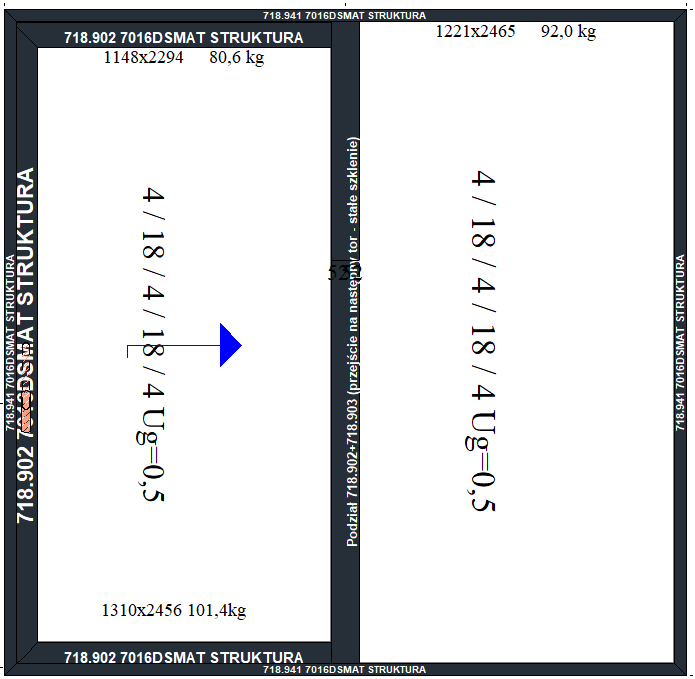 718.941 7016DSMAT STRUKTURA
718.902 7016DSMAT STRUKTURA
1148x2294 80,6 kg
1221x2465 92,0 kg
4 / 18 / 4 / 18 / 4 Ug=0,5
4 / 18 / 4 / 18 / 4 Ug=0,5
718.941 7016DSMAT STRUKTURA
718.902 7016DSMAT STRUKTURA
Podział 718.902+718.903 (przejście na następny tor - stałe szklenie)
718.941 7016DSMAT STRUKTURA
1310x2456 101,4kg
718.902 7016DSMAT STRUKTURA
718.941 7016DSMAT STRUKTURA